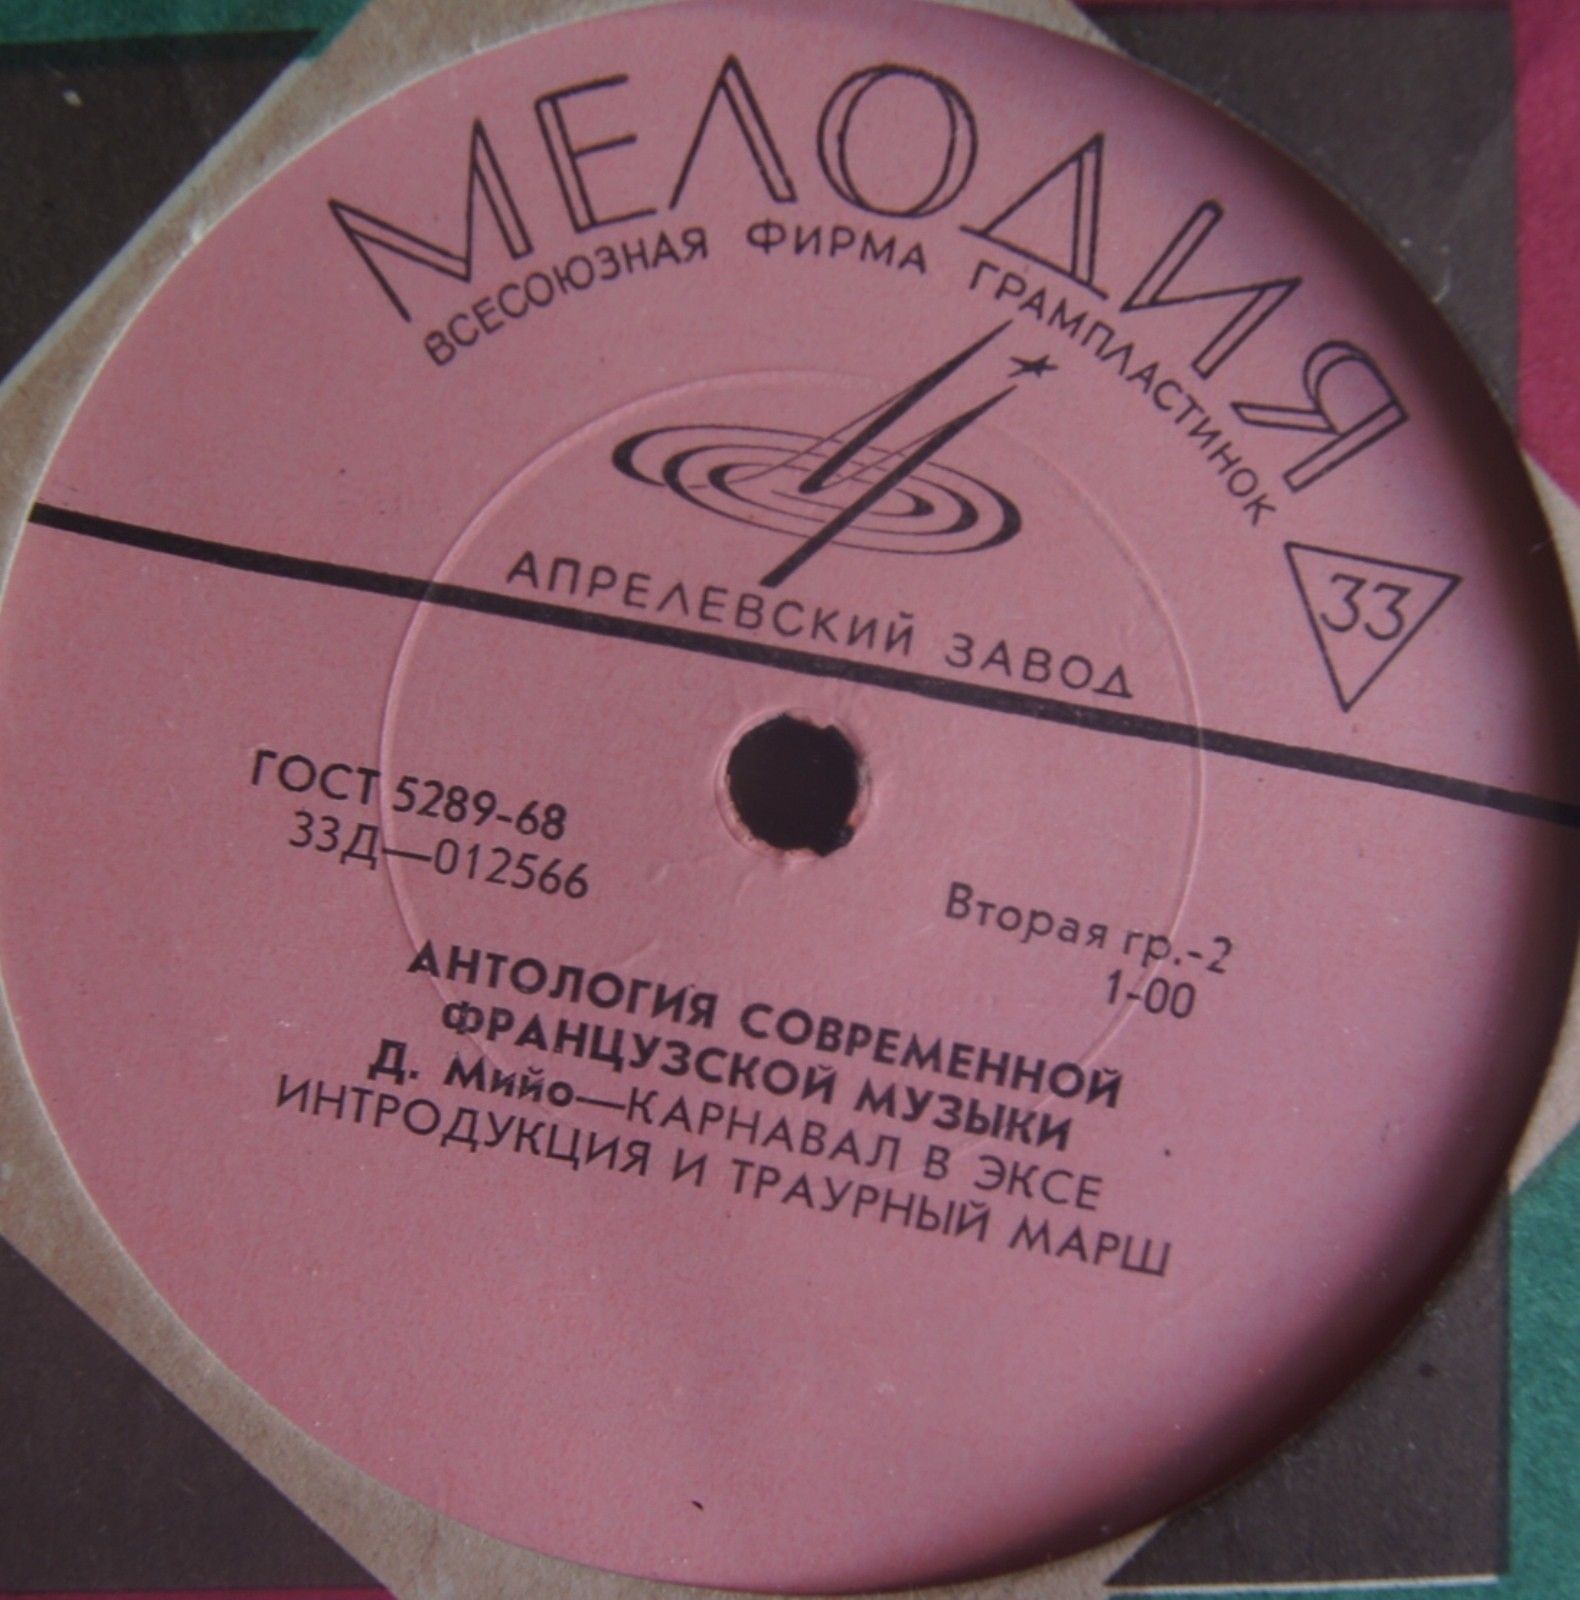 МЕЛОДИЯ
ВСЕСОЮЗНАЯ ФИРМА ГРАМПЛАСТИНОК
33
АПРЕЛЕВСКИЙ ЗАВОД
ГОСТ 5289-68
33Д—012566
Вторая гр.-2
1-00
АНТОЛОГИЯ СОВРЕМЕННОЙ
ФРАНЦУЗСКОЙ МУЗЫКИ
Д. Мийо—КАРНАВАЛ В ЭКСЕ
ИНТРОДУКЦИЯ И ТРАУРНЫЙ МАРШ